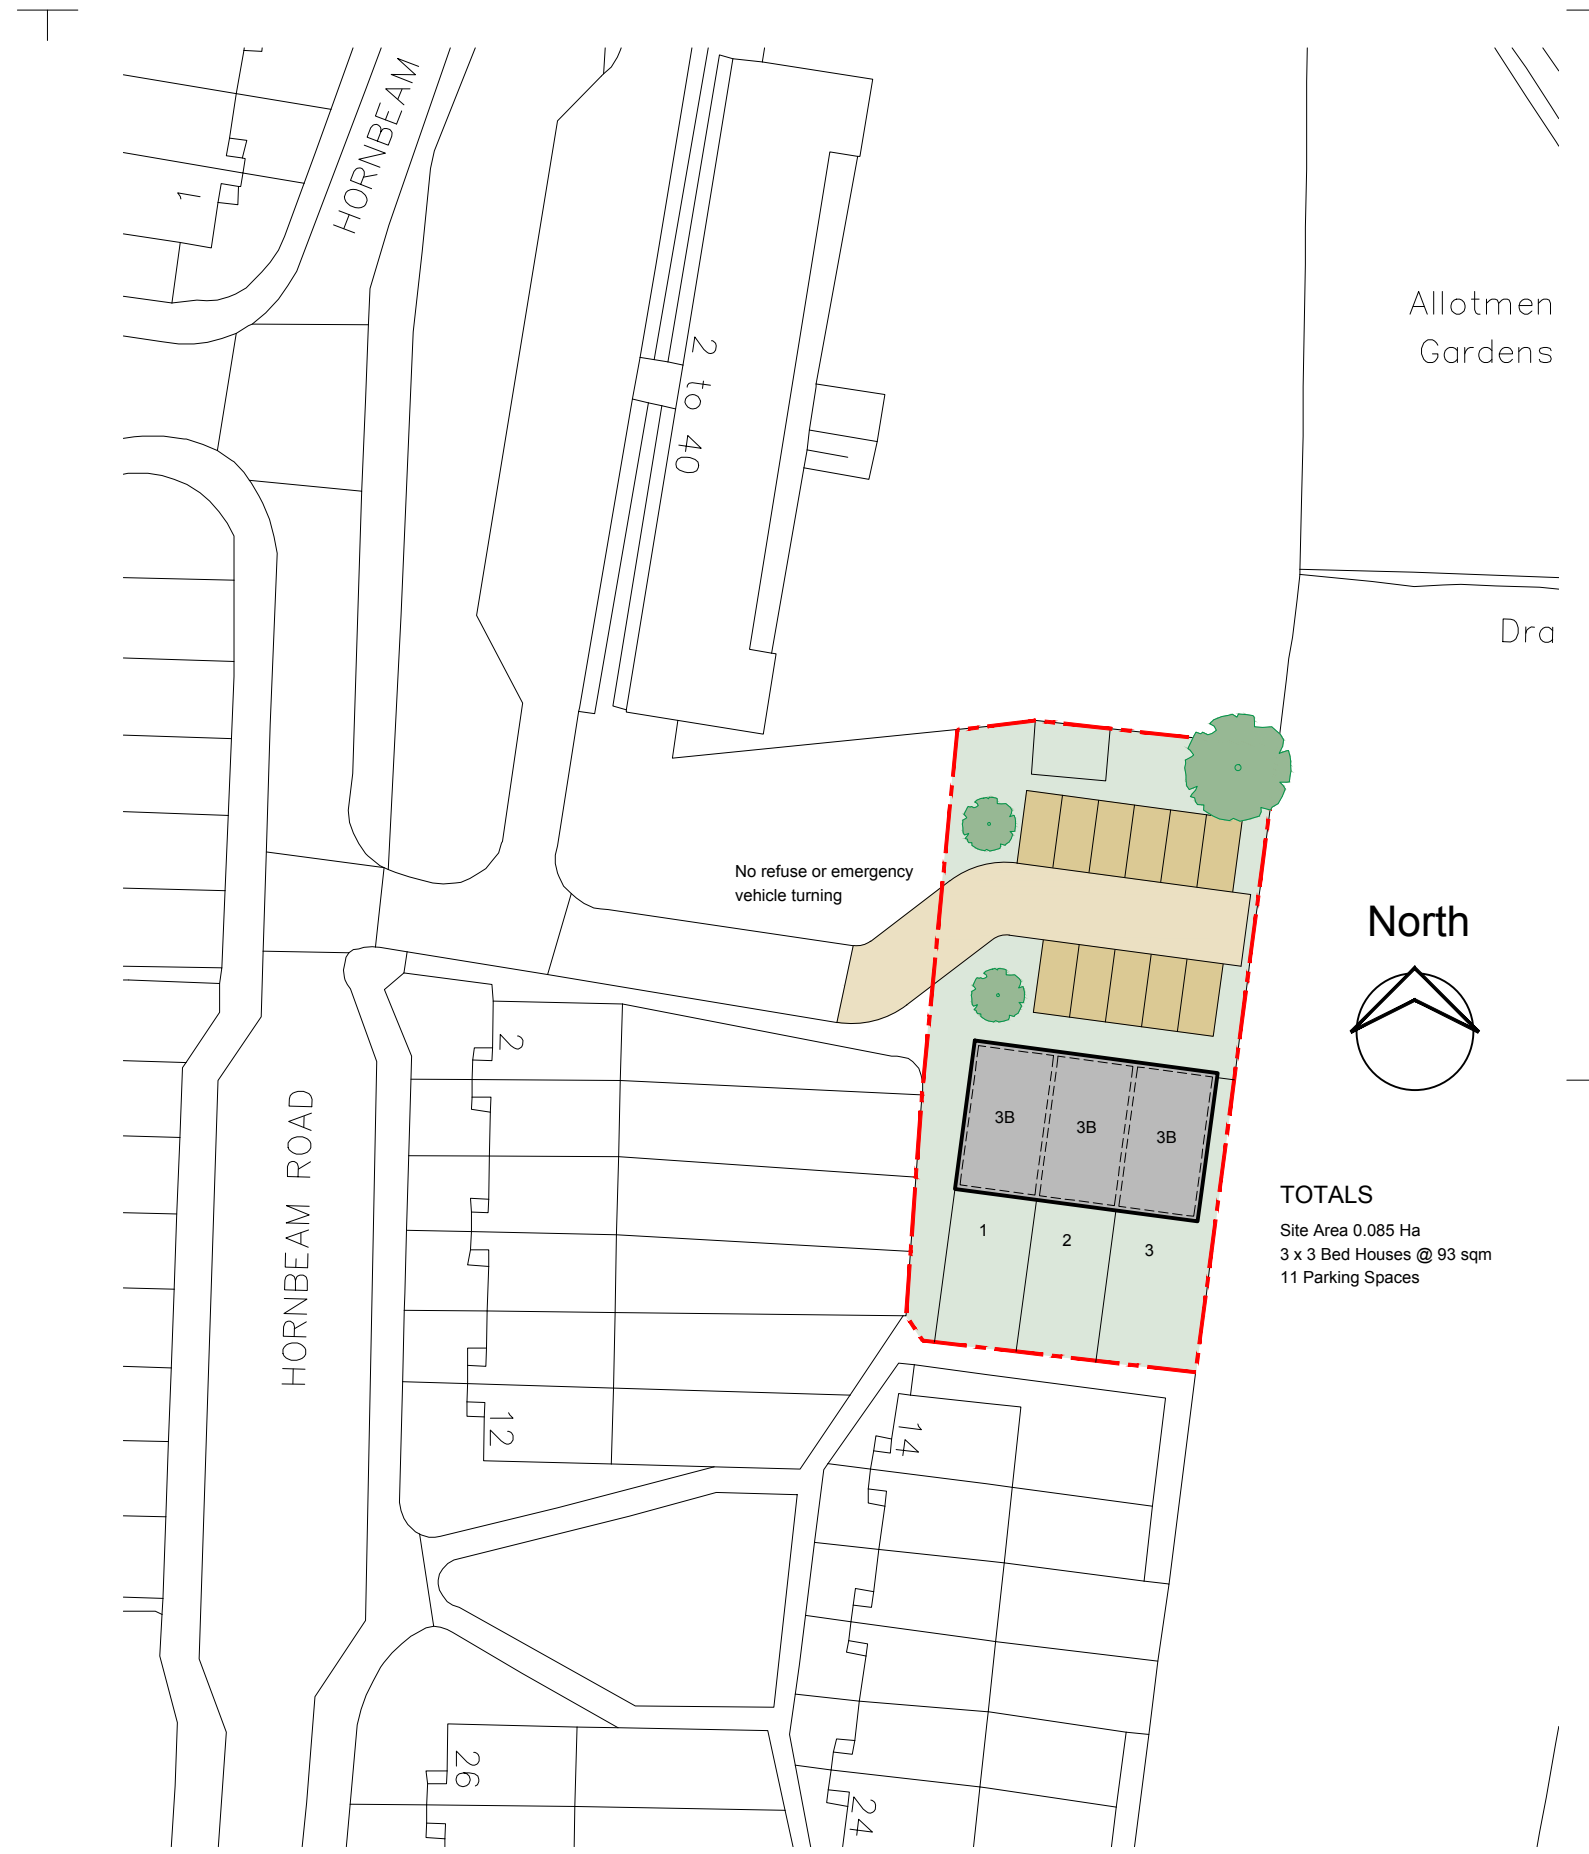 HORNBEAM
1
2 to 40
Allotmen
Gardens
Dra
No refuse or emergency
vehicle turning
North
2
3B
3B
3B
HORNBEAM ROAD
TOTALS
Site Area 0.085 Ha
3 x 3 Bed Houses @ 93 sqm
11 Parking Spaces
1
2
3
12
14
26
24